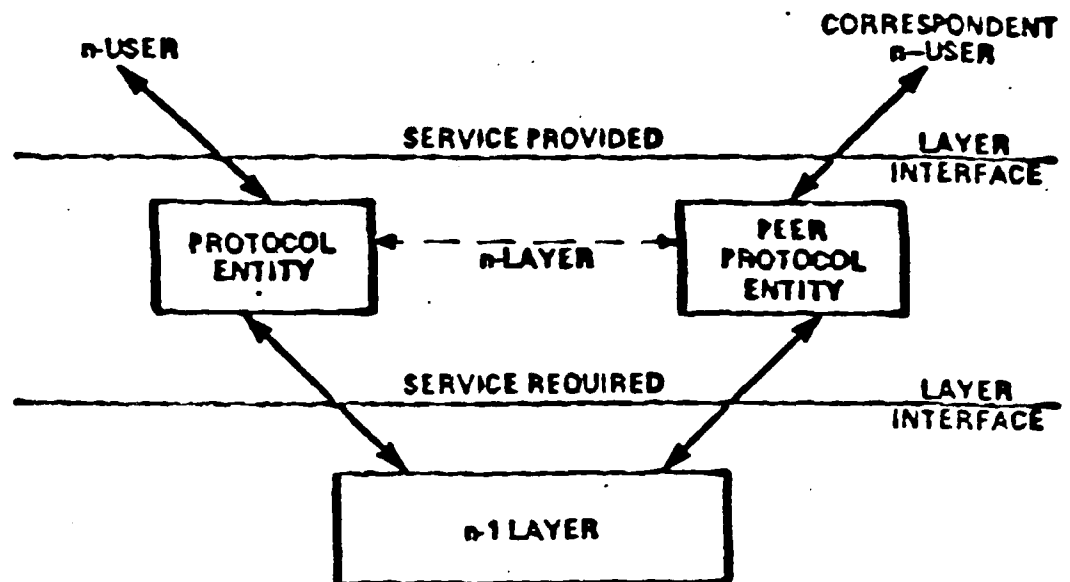 n-USER
CORRESPONDENT
n-USER
SERVICE PROVIDED
LAYER
INTERFACE
PROTOCOL
ENTITY
n-LAYER
PEER
PROTOCOL
ENTITY
SERVICE REQUIRED
LAYER
INTERFACE
n-1 LAYER